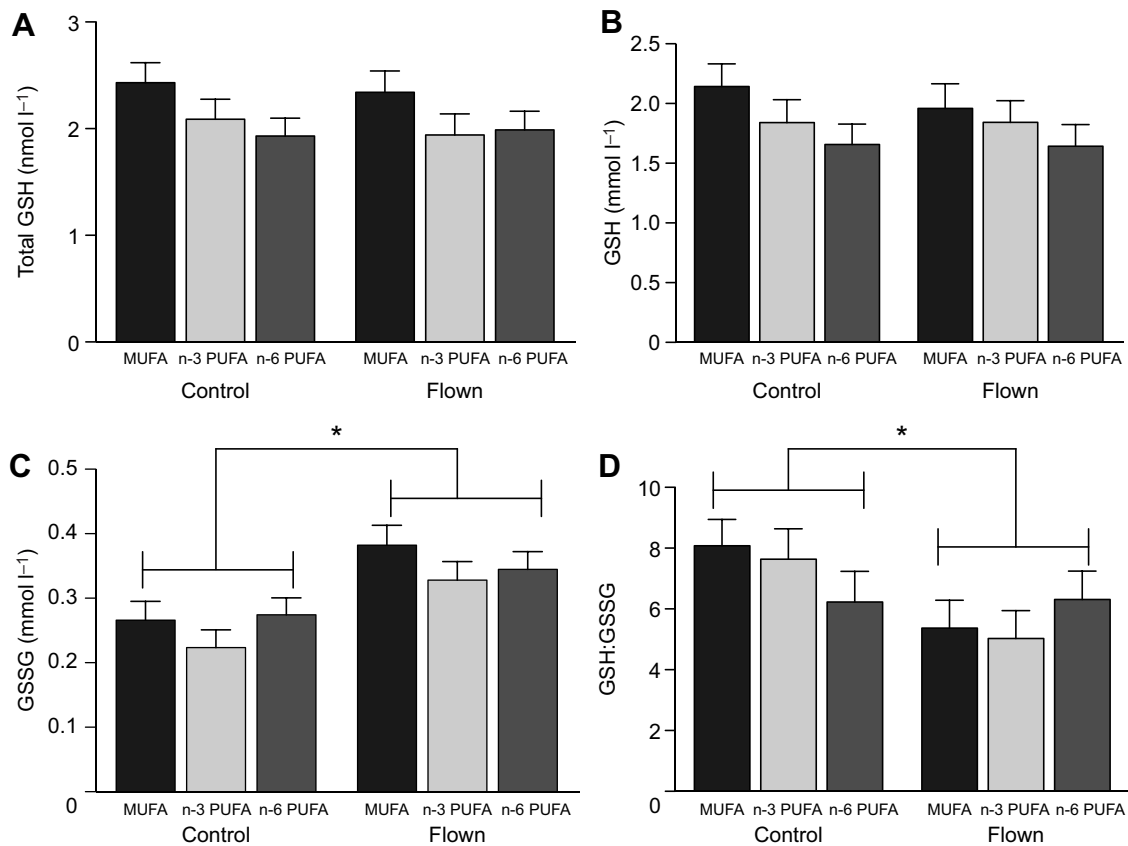 A
Total GSH (nmol l−1)
3
2
1
0
MUFA n-3 PUFA n-6 PUFA MUFA n-3 PUFA n-6 PUFA
Control Flown
B
GSH (mmol l−1)
2.5
2.0
1.5
1.0
0.5
0
MUFA n-3 PUFA n-6 PUFA MUFA n-3 PUFA n-6 PUFA
Control Flown
C
GSSG (mmol l−1)
*
0.5
0.4
0.3
0.2
0.1
0
MUFA n-3 PUFA n-6 PUFA MUFA n-3 PUFA n-6 PUFA
Control Flown
D
GSH:GSSG
*
10
8
6
4
2
0
MUFA n-3 PUFA n-6 PUFA MUFA n-3 PUFA n-6 PUFA
Control Flown